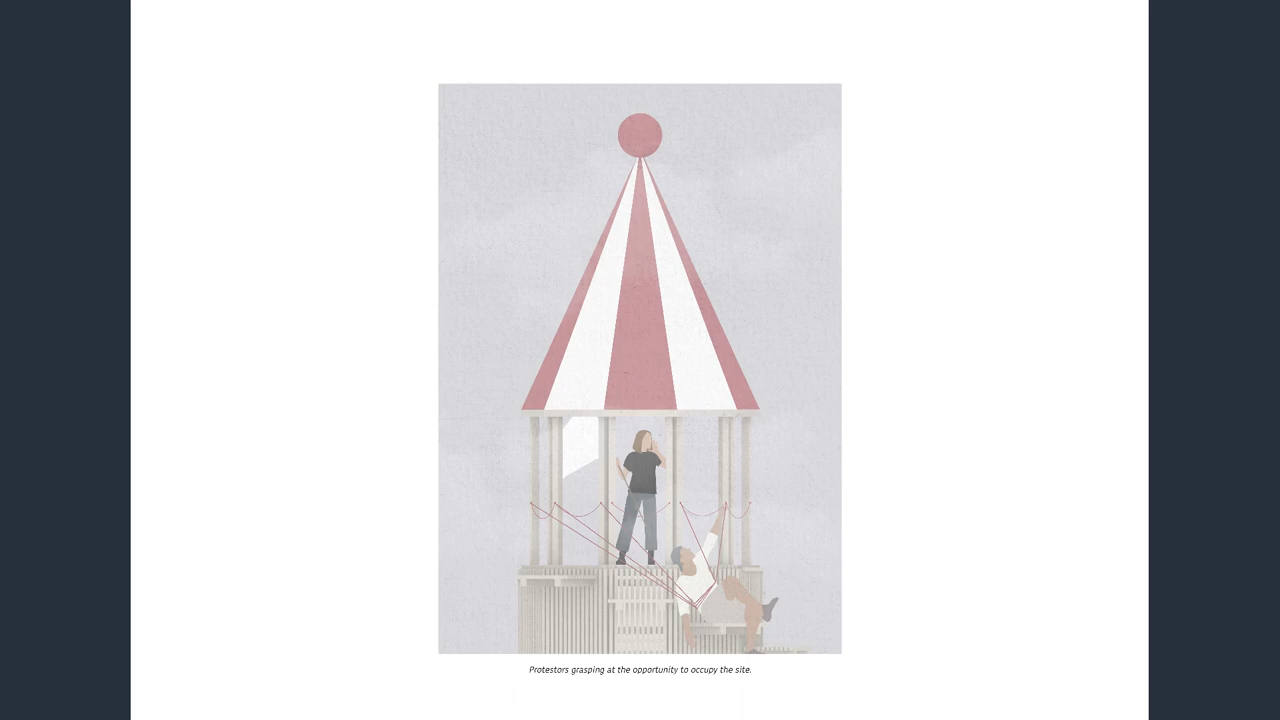 Protestors grasping at the opportunity to occupy the site.